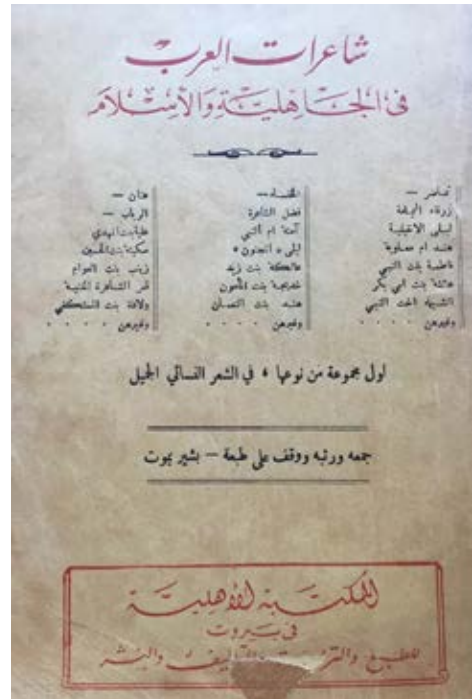 شاعرات العرب
في الجاهلية والإسلام
تماضر —
زرقاء اليمامة
ليلى الاخيلية
هند ام معاوية
فاطمة بنت النبي
عائشة بنت ابي بكر
الشيماء اخت النبي
وغيرهن . . . .
الخنساء —
فضل الشاعرة
آمنة ام النبي
ليلى « المجنون »
عاتكة بنت زيد
خديجة بنت المأمون
هند بنت النعمان
وغيرهن . . . .
عنان —
الرباب —
علية بنت المهدي
سكينة بنت الحسين
زينب بنت العوام
قمر الشاعرة المغنية
ولادة بنت المستكفي
وغيرهن . . . .
اول مجموعة من نوعها ، في الشعر النسائي الجميل
جمعه ورتبه ووقف على طبعة — بشير يموت
المكتبة الأهلية
في بيروت
للطبع والترجمة والتأليف والنشر